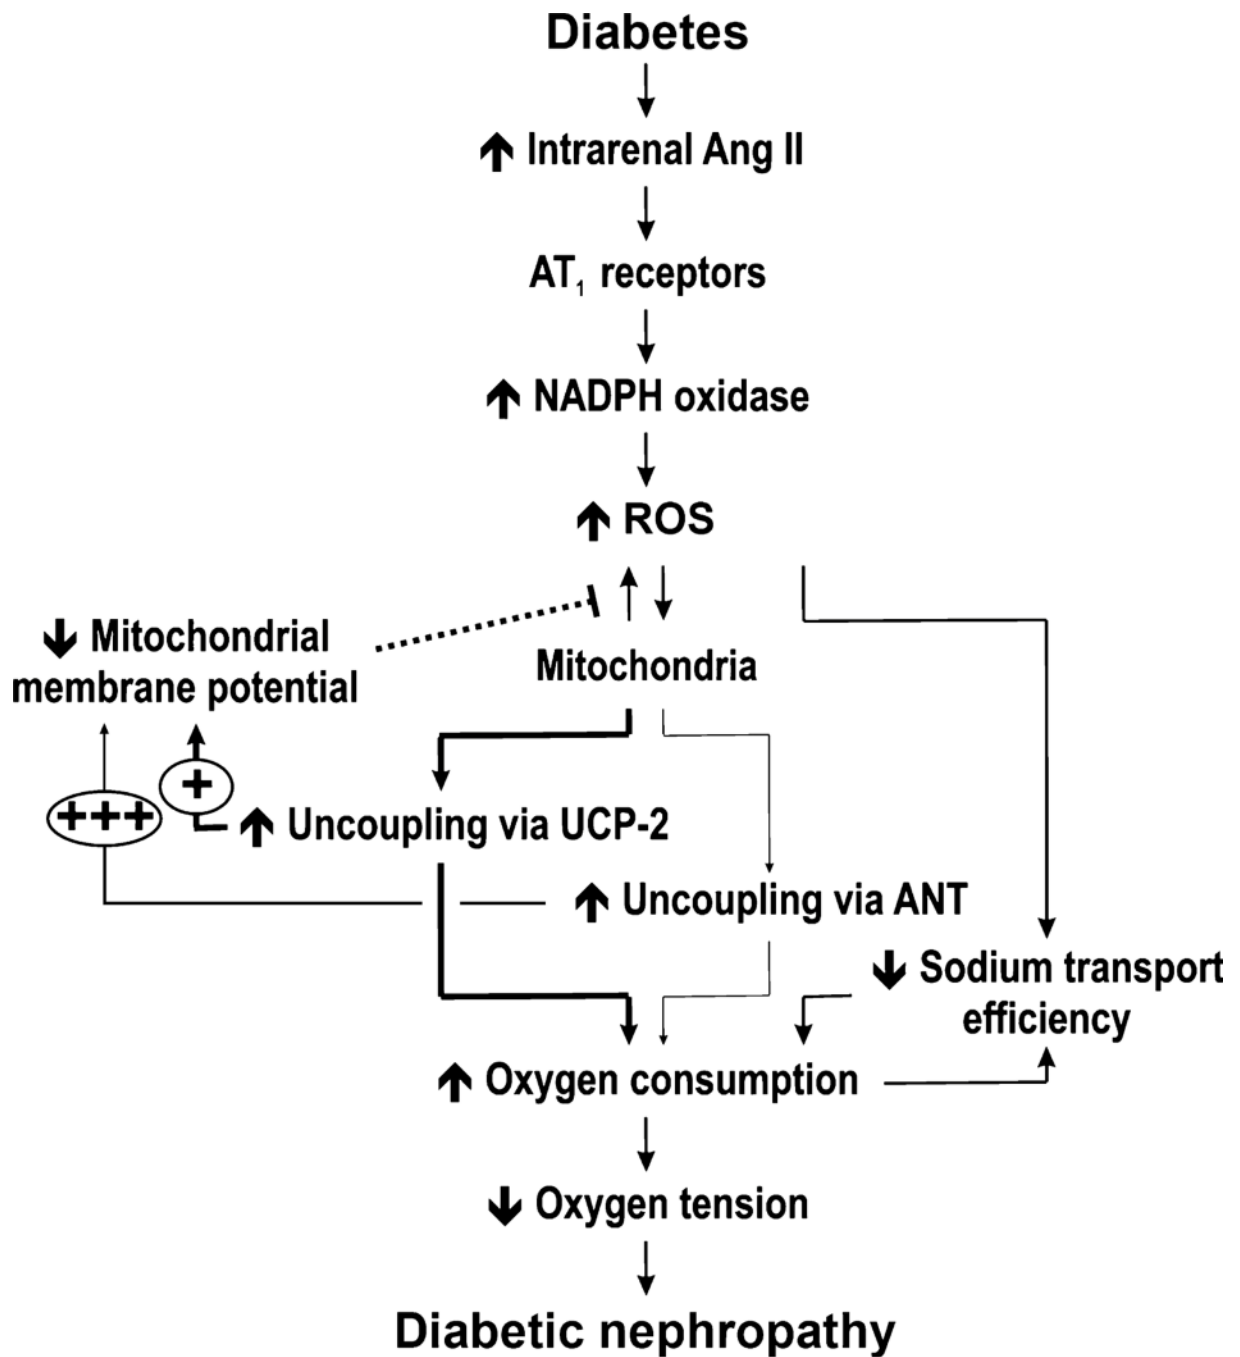 Diabetes
↑ Intrarenal Ang II
AT₁ receptors
↑ NADPH oxidase
↑ ROS
↓ Mitochondrial
membrane potential
Mitochondria
+
+++
↑ Uncoupling via UCP-2
↑ Uncoupling via ANT
↓ Sodium transport
efficiency
↑ Oxygen consumption
↓ Oxygen tension
Diabetic nephropathy